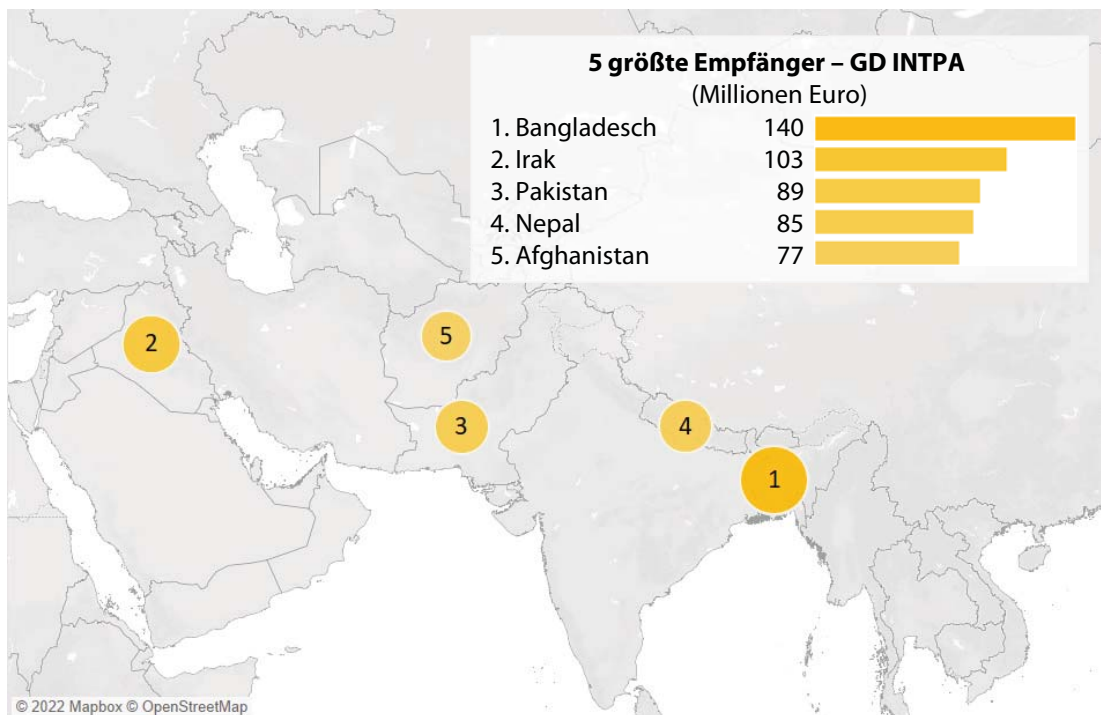 5 größte Empfänger – GD INTPA
(Millionen Euro)
1. Bangladesch 140
2. Irak 103
3. Pakistan 89
4. Nepal 85
5. Afghanistan 77
2
5
3
4
1
© 2022 Mapbox © OpenStreetMap